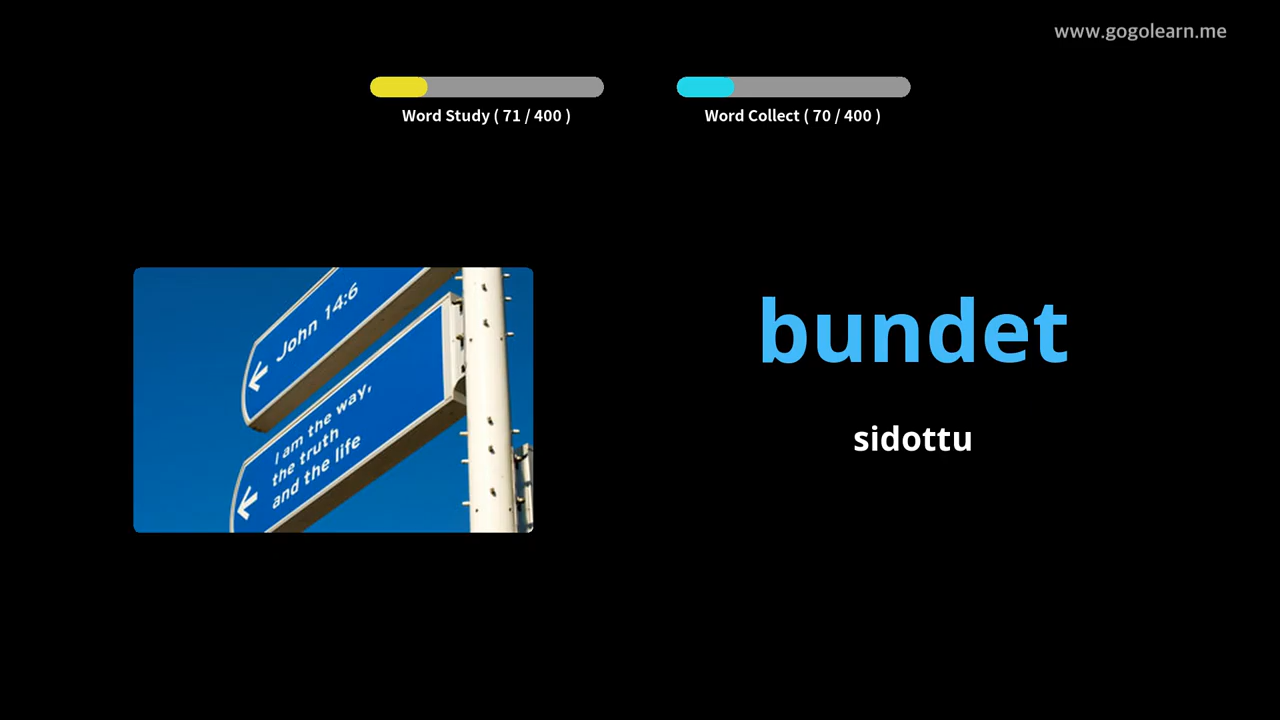 www.gogolearn.me
Word Study ( 71 / 400 )
Word Collect ( 70 / 400 )
John 14:6
I am the way,
the truth
and the life
bundet
sidottu